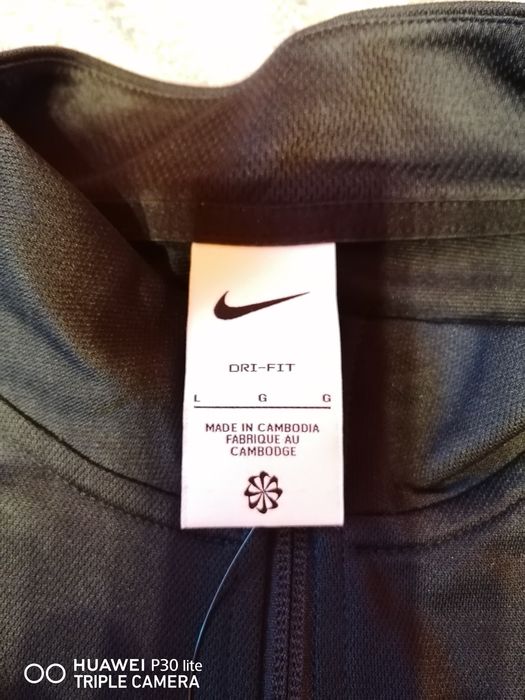 DRI-FIT
L G G
MADE IN CAMBODIA
FABRIQUE AU
CAMBODGE
HUAWEI P30 lite
TRIPLE CAMERA